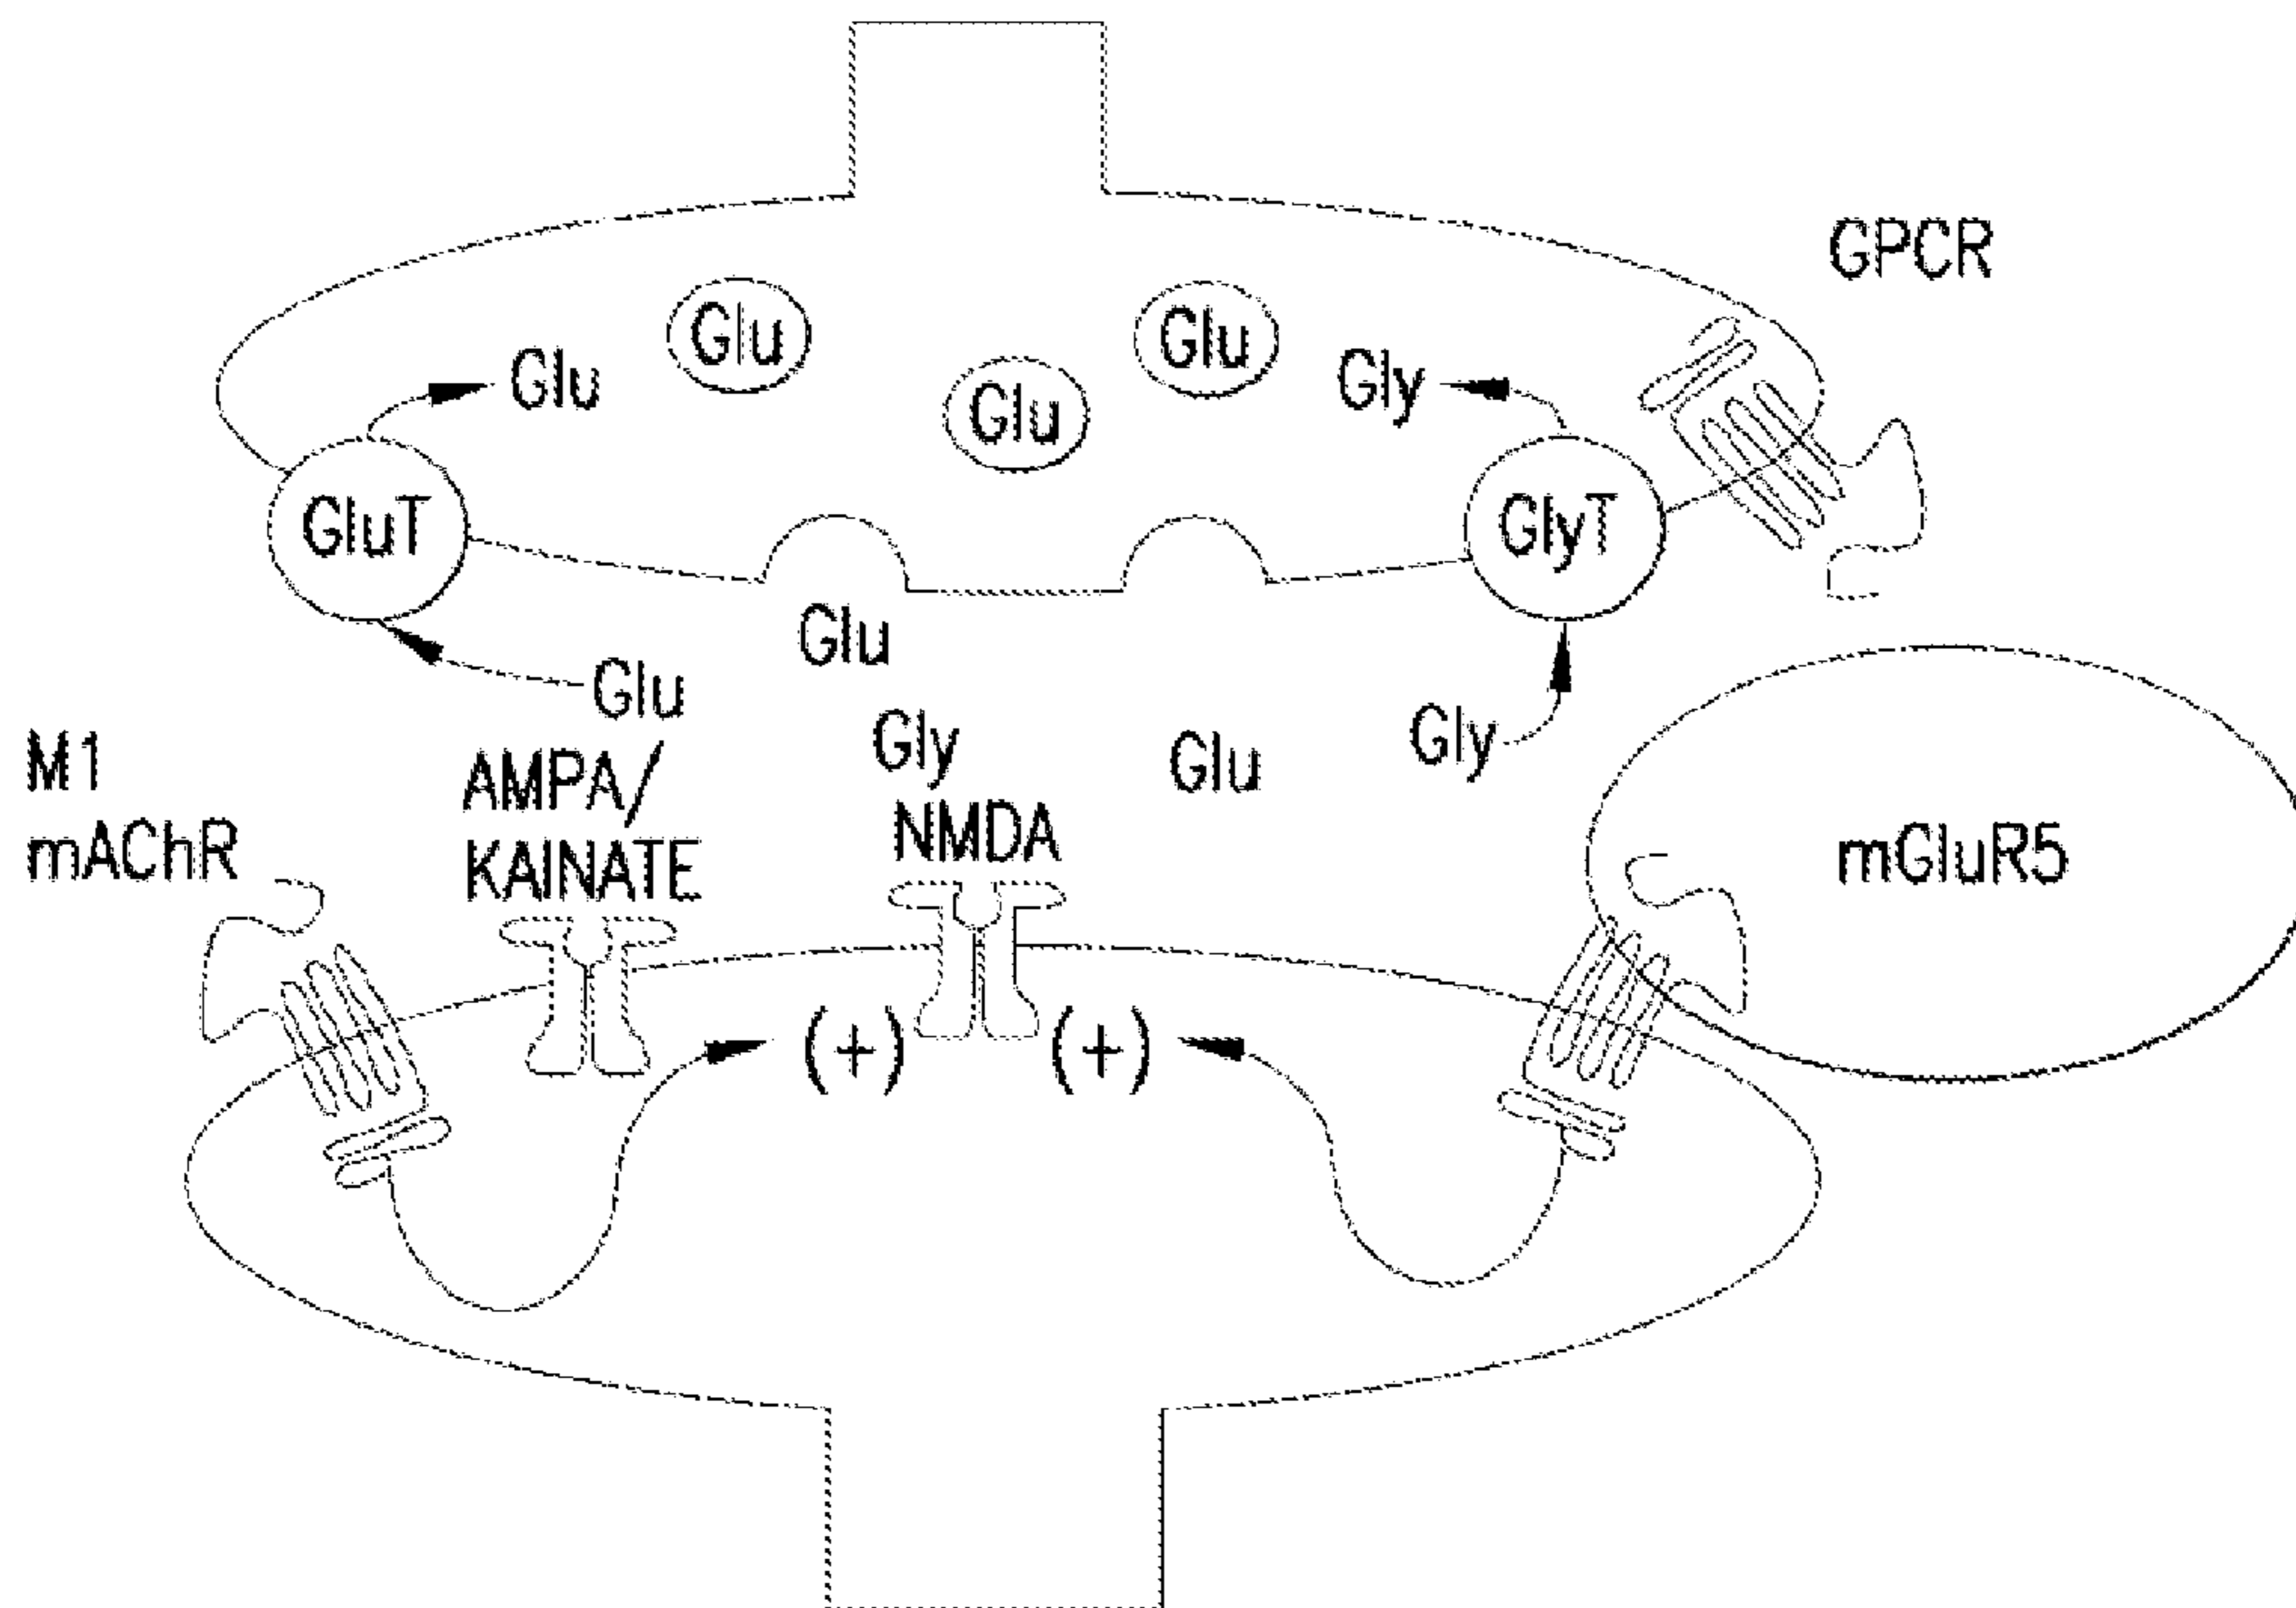 GPCR
Glu
Glu
Glu
Glu
Gly
GluT
GlyT
Glu
Glu
Gly
Glu
Gly
M1
mAChR
AMPA/
KAINATE
NMDA
mGluR5
(+)
(+)